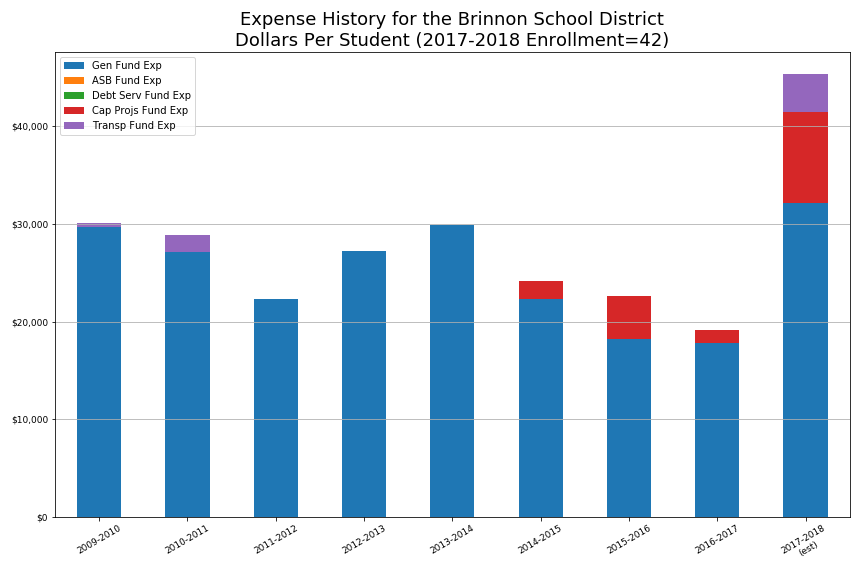 Expense History for the Brinnon School District
Dollars Per Student (2017-2018 Enrollment=42)
Gen Fund Exp
ASB Fund Exp
Debt Serv Fund Exp
Cap Projs Fund Exp
Transp Fund Exp
$40,000
$30,000
$20,000
$10,000
$0
2009-2010
2010-2011
2011-2012
2012-2013
2013-2014
2014-2015
2015-2016
2016-2017
2017-2018
(est)